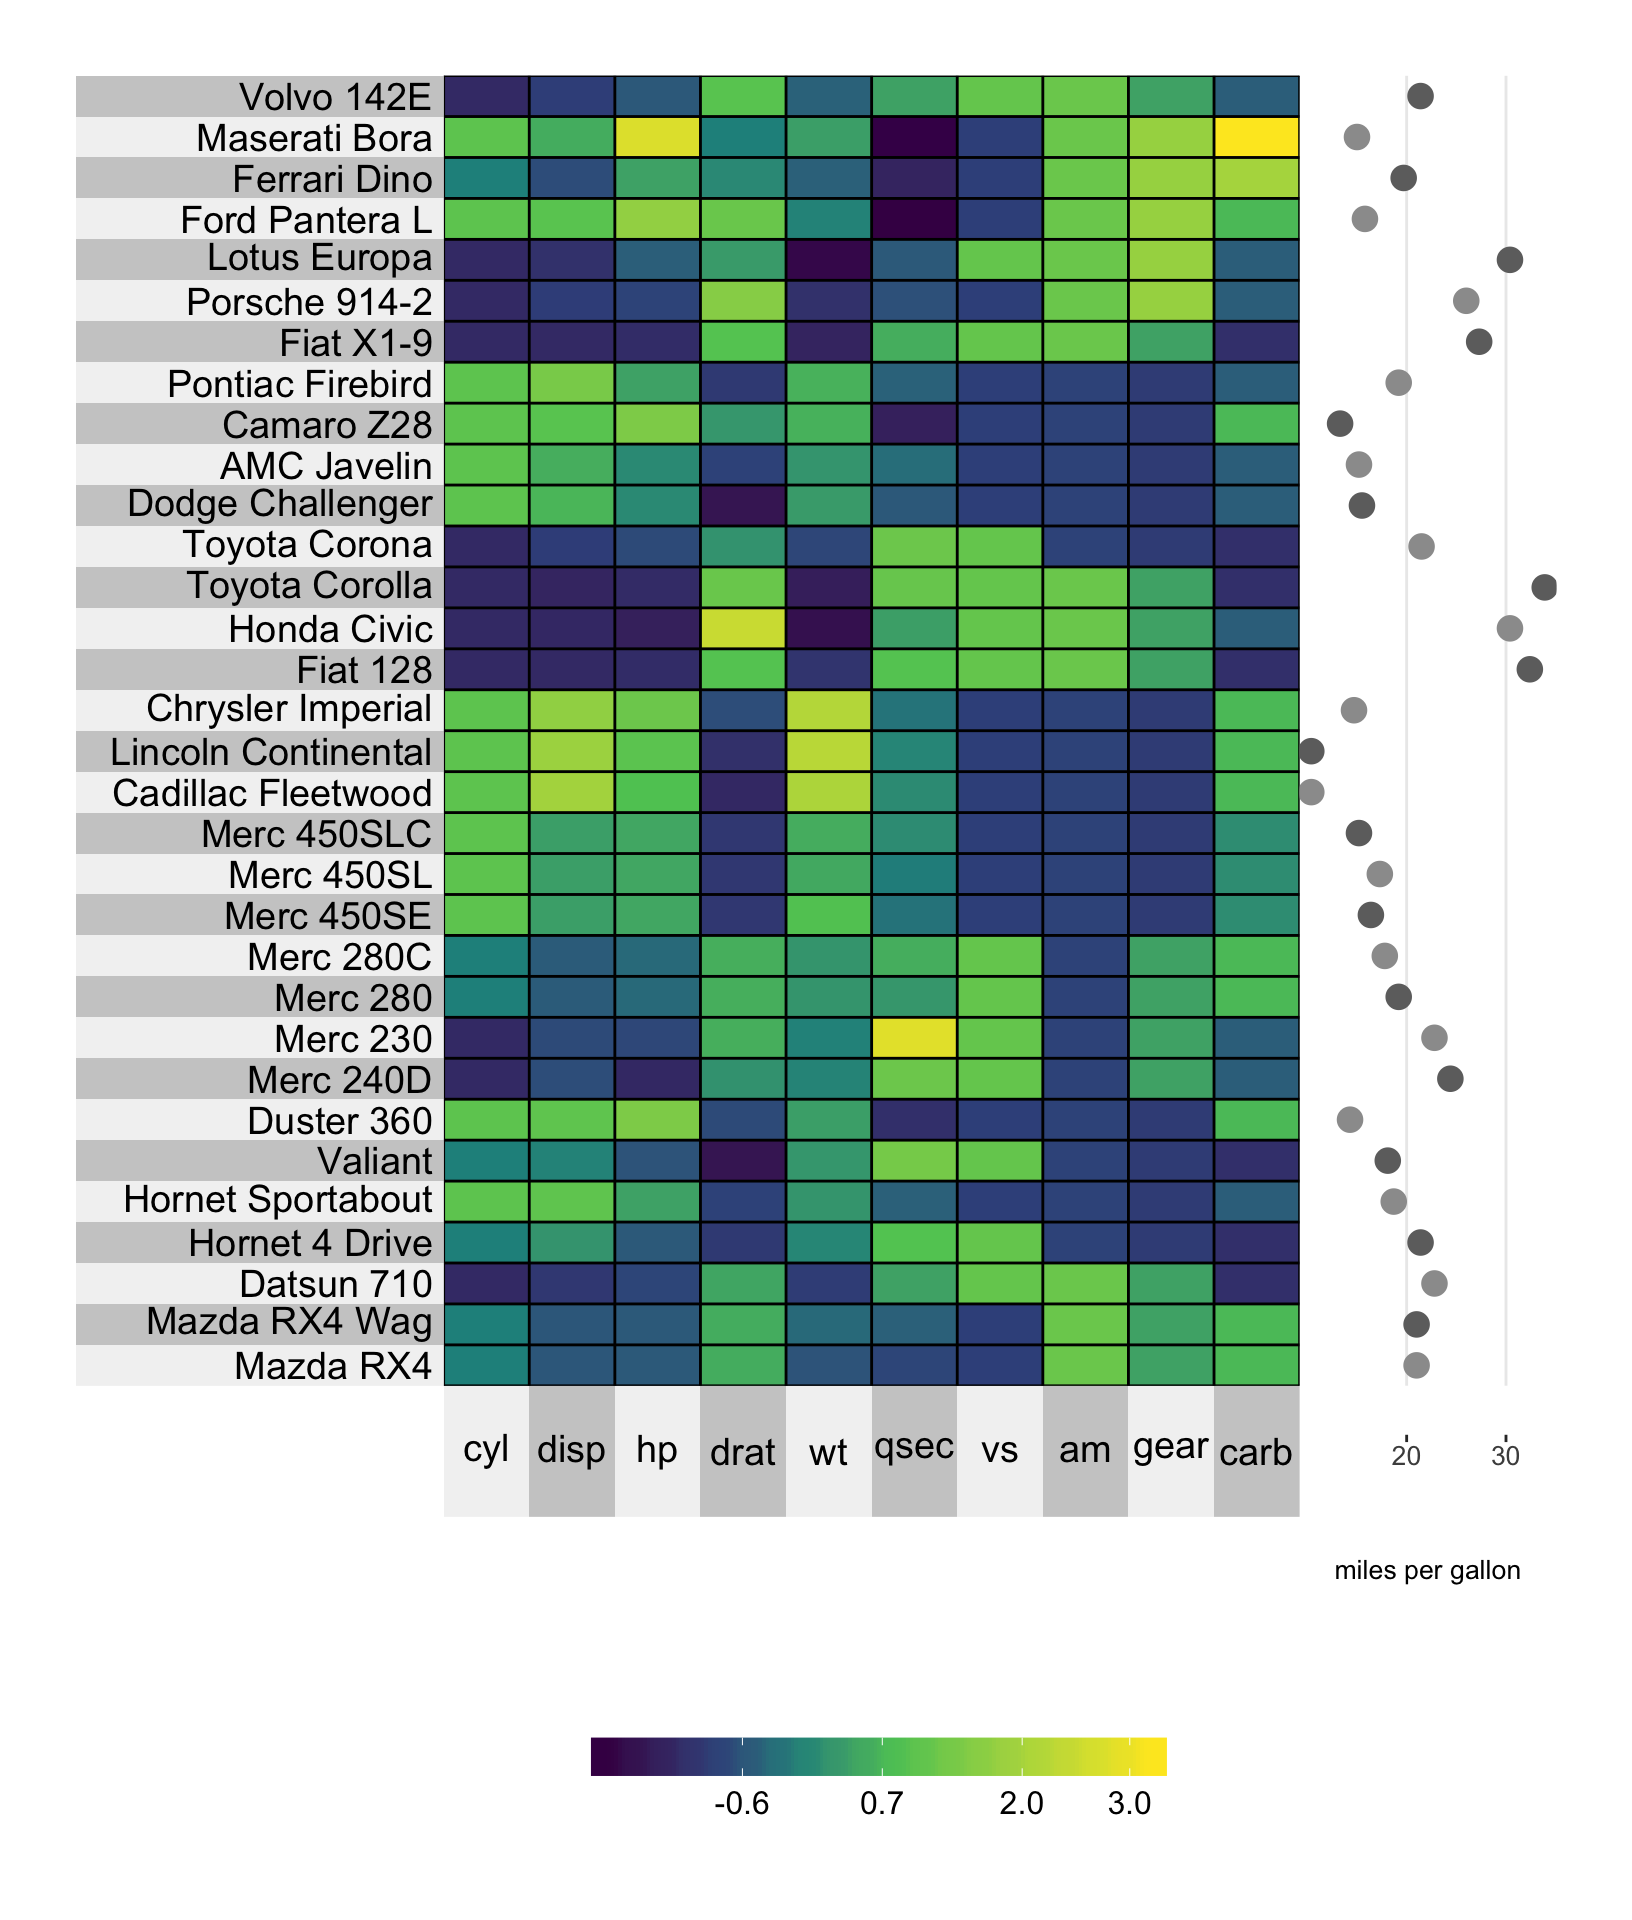 Volvo 142E
Maserati Bora
Ferrari Dino
Ford Pantera L
Lotus Europa
Porsche 914-2
Fiat X1-9
Pontiac Firebird
Camaro Z28
AMC Javelin
Dodge Challenger
Toyota Corona
Toyota Corolla
Honda Civic
Fiat 128
Chrysler Imperial
Lincoln Continental
Cadillac Fleetwood
Merc 450SLC
Merc 450SL
Merc 450SE
Merc 280C
Merc 280
Merc 230
Merc 240D
Duster 360
Valiant
Hornet Sportabout
Hornet 4 Drive
Datsun 710
Mazda RX4 Wag
Mazda RX4
cyl disp hp drat wt qsec vs am gear carb 20 30
miles per gallon
-0.6 0.7 2.0 3.0